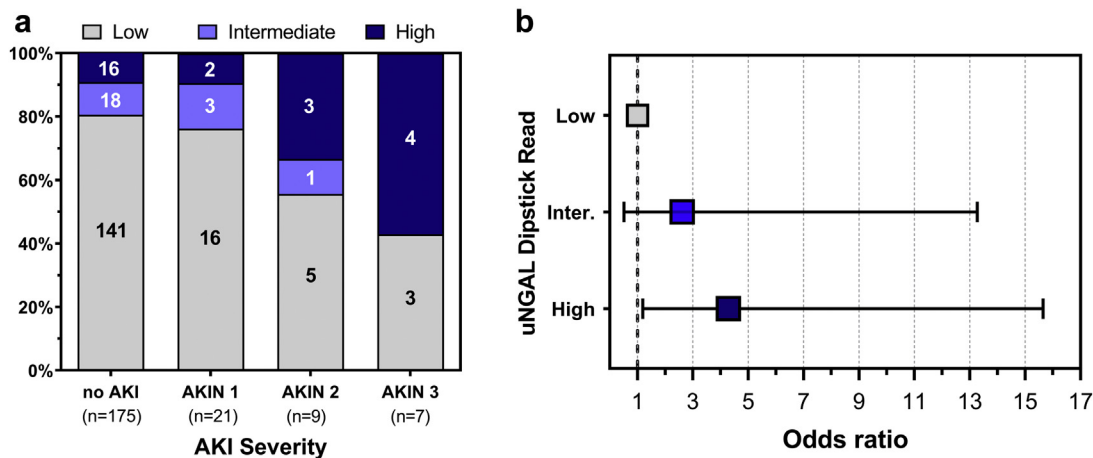 a
Low Intermediate High
100%
80%
60%
40%
20%
0%
16
18
141
2
3
16
3
1
5
4
3
no AKI AKIN 1 AKIN 2 AKIN 3
(n=175) (n=21) (n=9) (n=7)
AKI Severity
b
uNGAL Dipstick Read
Low
Inter.
High
1 3 5 7 9 11 13 15 17
Odds ratio